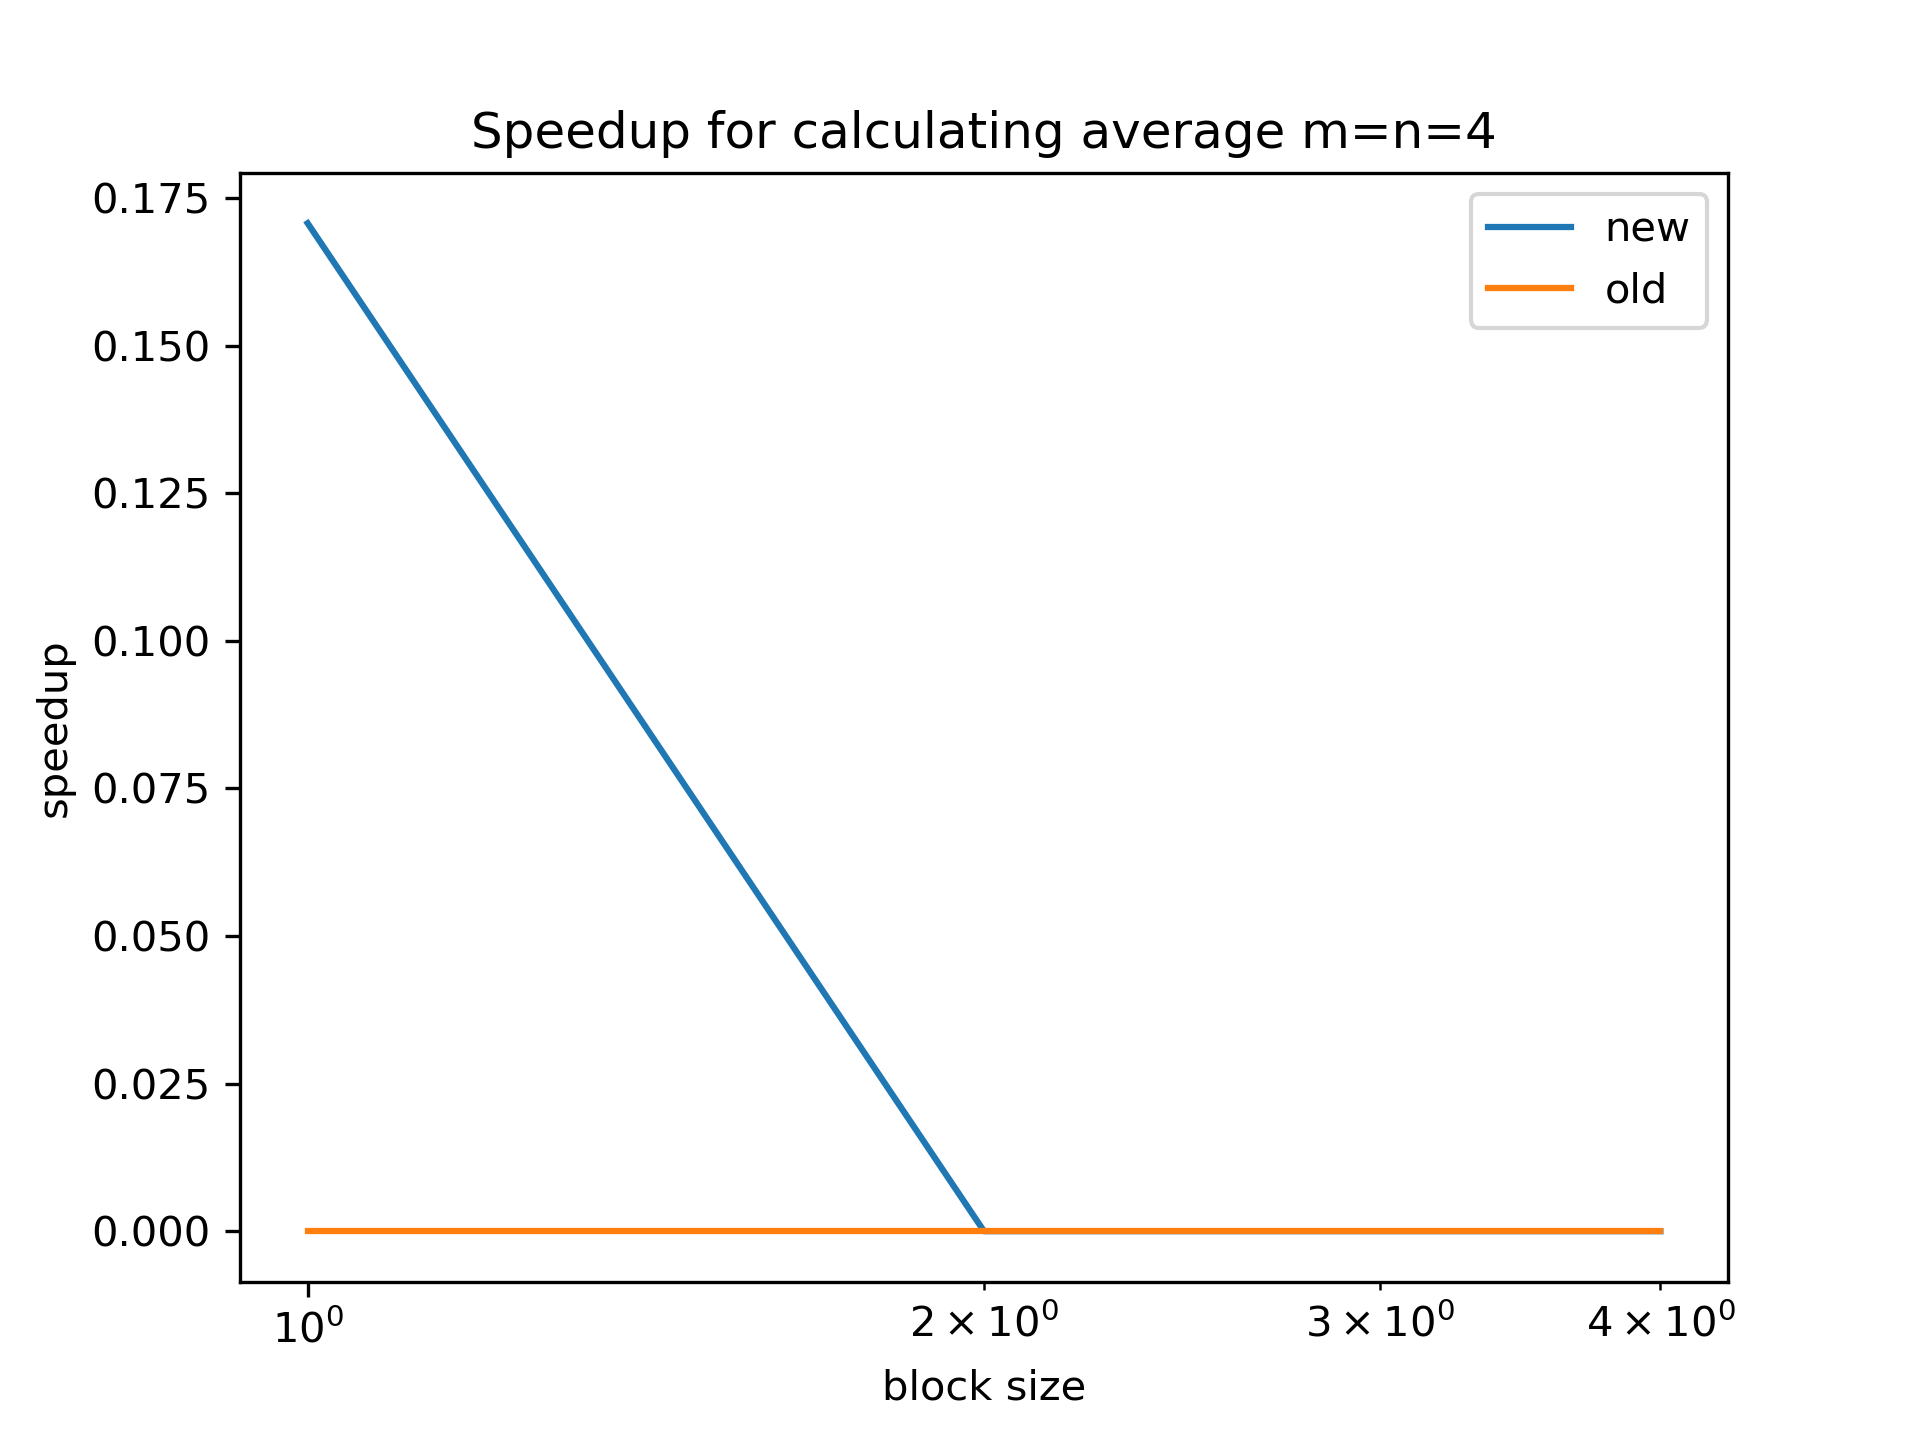 Speedup for calculating average m=n=4
new
old
speedup
0.175
0.150
0.125
0.100
0.075
0.050
0.025
0.000
10⁰
2 × 10⁰
3 × 10⁰
4 × 10⁰
block size